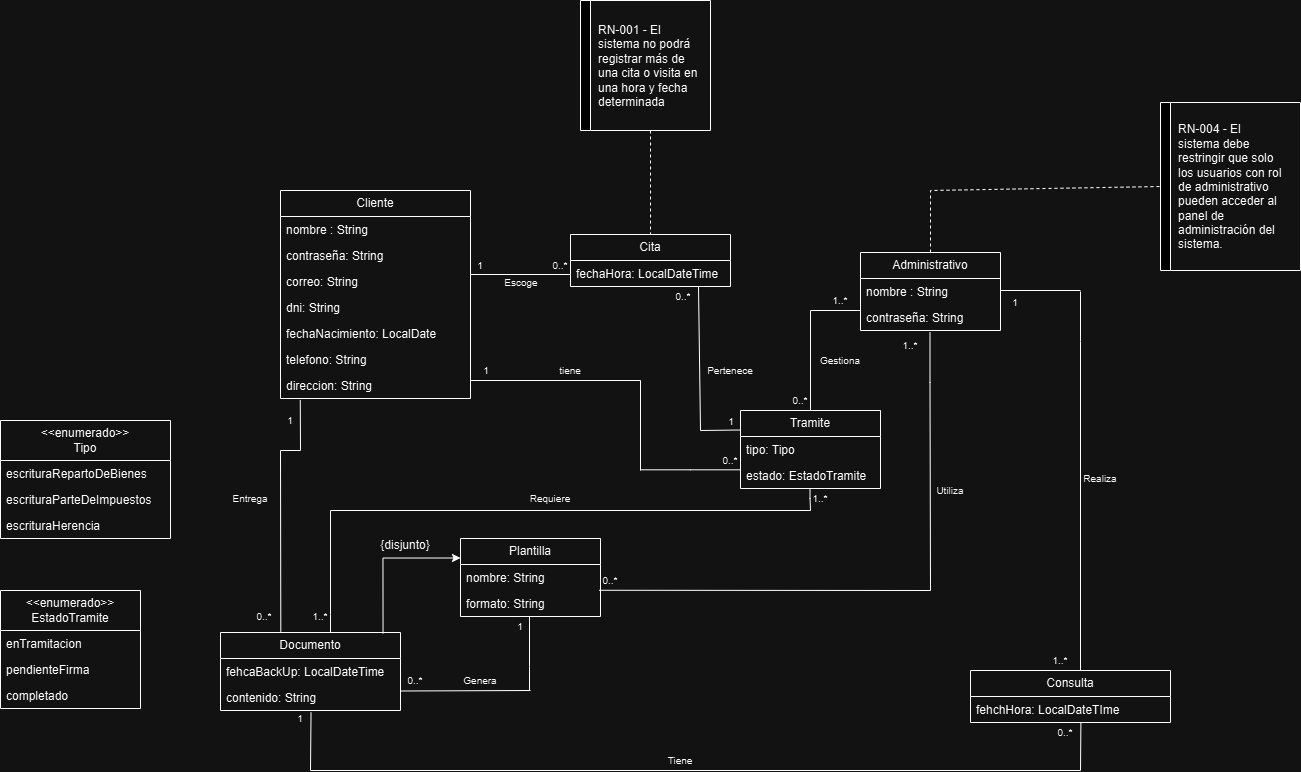 RN-001 - El
sistema no podrá
registrar más de
una cita o visita en
una hora y fecha
determinada
RN-004 - El
sistema debe
restringir que solo
los usuarios con rol
de administrativo
pueden acceder al
panel de
administración del
sistema.
Cliente
nombre : String
contraseña: String
correo: String
dni: String
fechaNacimiento: LocalDate
telefono: String
direccion: String
1
Escoge
0..*
Cita
fechaHora: LocalDateTime
0..*
Pertenece
1
Administrativo
nombre : String
contraseña: String
1..*
Gestiona
0..*
1
Realiza
1..*
1..*
Utiliza
0..*
1
tiene
0..*
Tramite
tipo: Tipo
estado: EstadoTramite
1..*
Requiere
1..*
1
Entrega
0..*
<<enumerado>>
Tipo
escrituraRepartoDeBienes
escrituraParteDeImpuestos
escrituraHerencia
<<enumerado>>
EstadoTramite
enTramitacion
pendienteFirma
completado
{disjunto}
Plantilla
nombre: String
formato: String
1
Genera
0..*
Documento
fehcaBackUp: LocalDateTime
contenido: String
1
Tiene
0..*
Consulta
fehchHora: LocalDateTIme